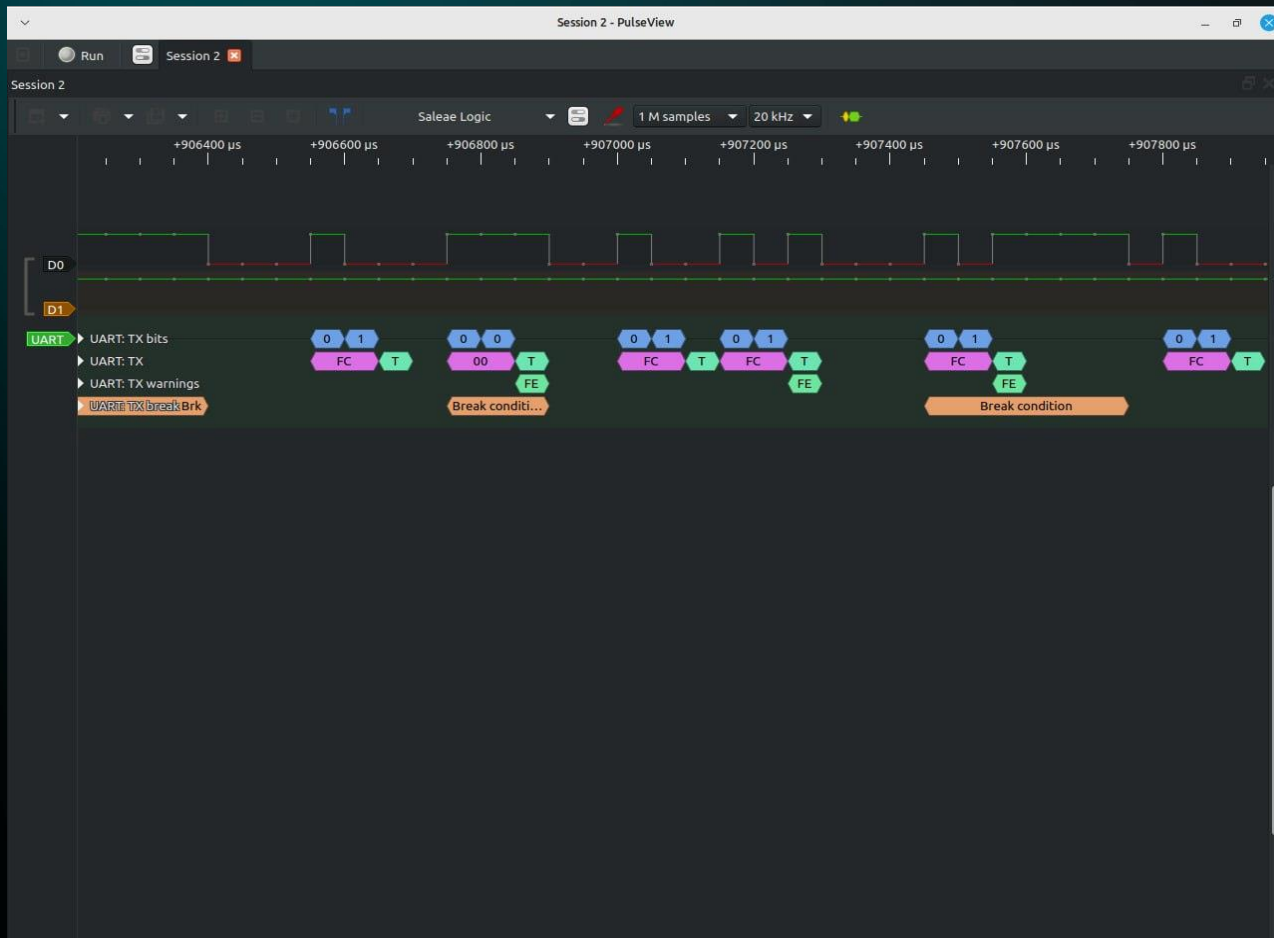 Session 2 - PulseView
Run Session 2
Session 2
Saleae Logic 1 M samples 20 kHz
+906400 µs +906600 µs +906800 µs +907000 µs +907200 µs +907400 µs +907600 µs +907800 µs
D0
D1
UART UART: TX bits 0 1 0 0 0 1 0 1 0 1 0 1
UART: TX FC T 00 T FC T FC T FC T FC T
UART: TX warnings FE FE FE
UART: TX break Brk Break conditi... Break condition